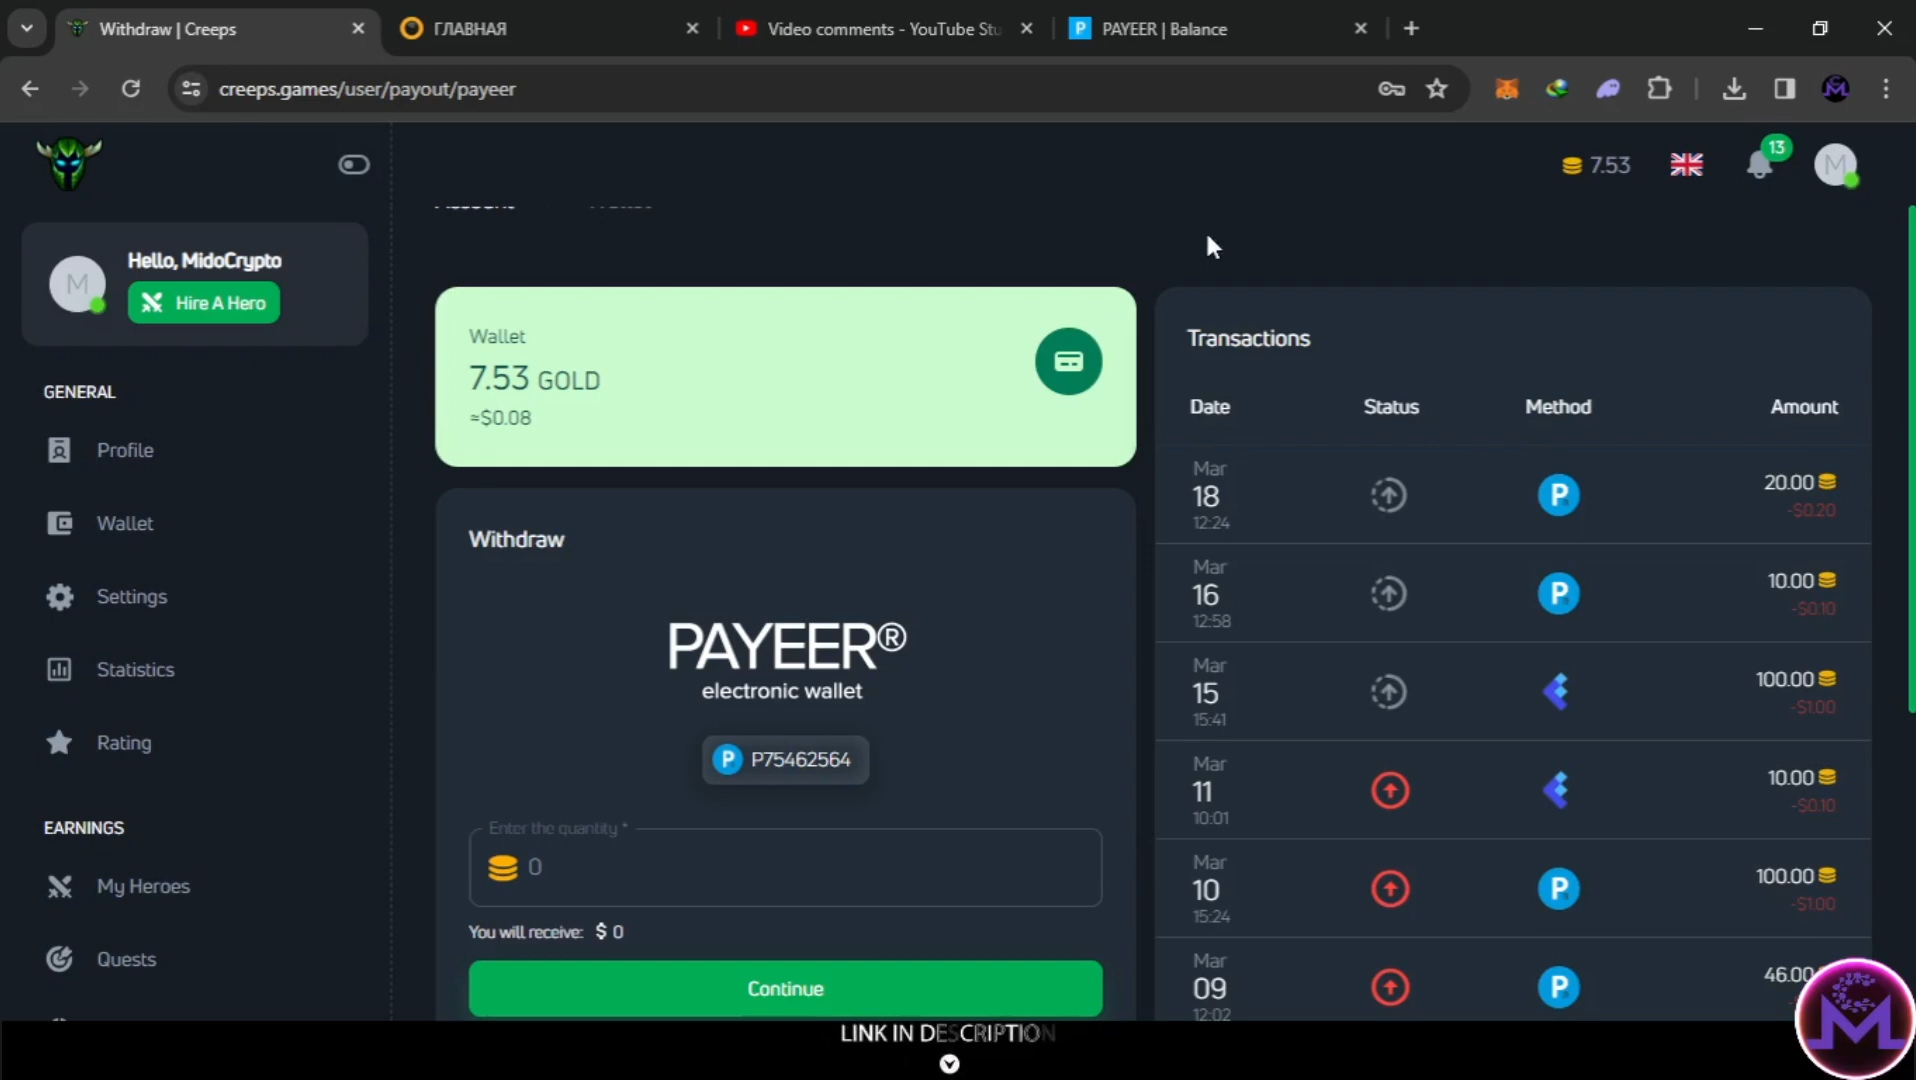 Withdraw | Creeps
ГЛАВНАЯ
Video comments - YouTube Stu
PAYEER | Balance
creeps.games/user/payout/payeer
7.53
13
M
Hello, MidoCrypto
M
Hire A Hero
GENERAL
Profile
Wallet
Settings
Statistics
Rating
EARNINGS
My Heroes
Quests
Account
Wallet
Wallet
7.53 GOLD
≈$0.08
Withdraw
PAYEER®
electronic wallet
P75462564
Enter the quantity *
0
You will receive: $ 0
Continue
Transactions
Date Status Method Amount
Mar
18
12:24
20.00
-$0.20
Mar
16
12:58
10.00
-$0.10
Mar
15
15:41
100.00
-$1.00
Mar
11
10:01
10.00
-$0.10
Mar
10
15:24
100.00
-$1.00
Mar
09
12:02
46.00
LINK IN DESCRIPTION